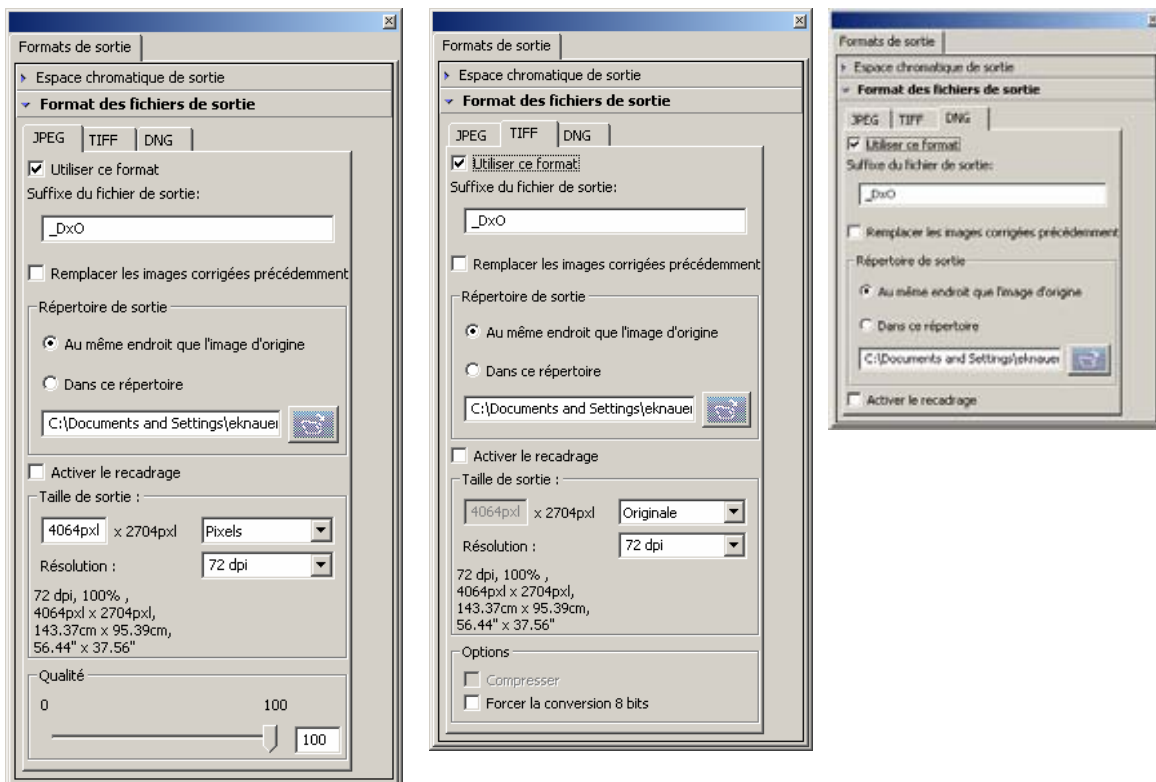 Formats de sortie
Espace chromatique de sortie
Format des fichiers de sortie
JPEG TIFF DNG
Utiliser ce format
Suffixe du fichier de sortie:
_DxO
Remplacer les images corrigées précédemment
Répertoire de sortie
Au même endroit que l'image d'origine
Dans ce répertoire
C:\Documents and Settings\eknauer
Activer le recadrage
Taille de sortie :
4064pxl x 2704pxl Pixels
Résolution : 72 dpi
72 dpi, 100% ,
4064pxl x 2704pxl,
143.37cm x 95.39cm,
56.44" x 37.56"
Qualité
0 100
100
Formats de sortie
Espace chromatique de sortie
Format des fichiers de sortie
JPEG TIFF DNG
Utiliser ce format
Suffixe du fichier de sortie:
_DxO
Remplacer les images corrigées précédemment
Répertoire de sortie
Au même endroit que l'image d'origine
Dans ce répertoire
C:\Documents and Settings\eknauer
Activer le recadrage
Taille de sortie :
4064pxl x 2704pxl Originale
Résolution : 72 dpi
72 dpi, 100% ,
4064pxl x 2704pxl,
143.37cm x 95.39cm,
56.44" x 37.56"
Options
Compresser
Forcer la conversion 8 bits
Formats de sortie
Espace chromatique de sortie
Format des fichiers de sortie
JPEG TIFF DNG
Utiliser ce format
Suffixe du fichier de sortie:
_DxO
Remplacer les images corrigées précédemment
Répertoire de sortie
Au même endroit que l'image d'origine
Dans ce répertoire
C:\Documents and Settings\eknauer
Activer le recadrage